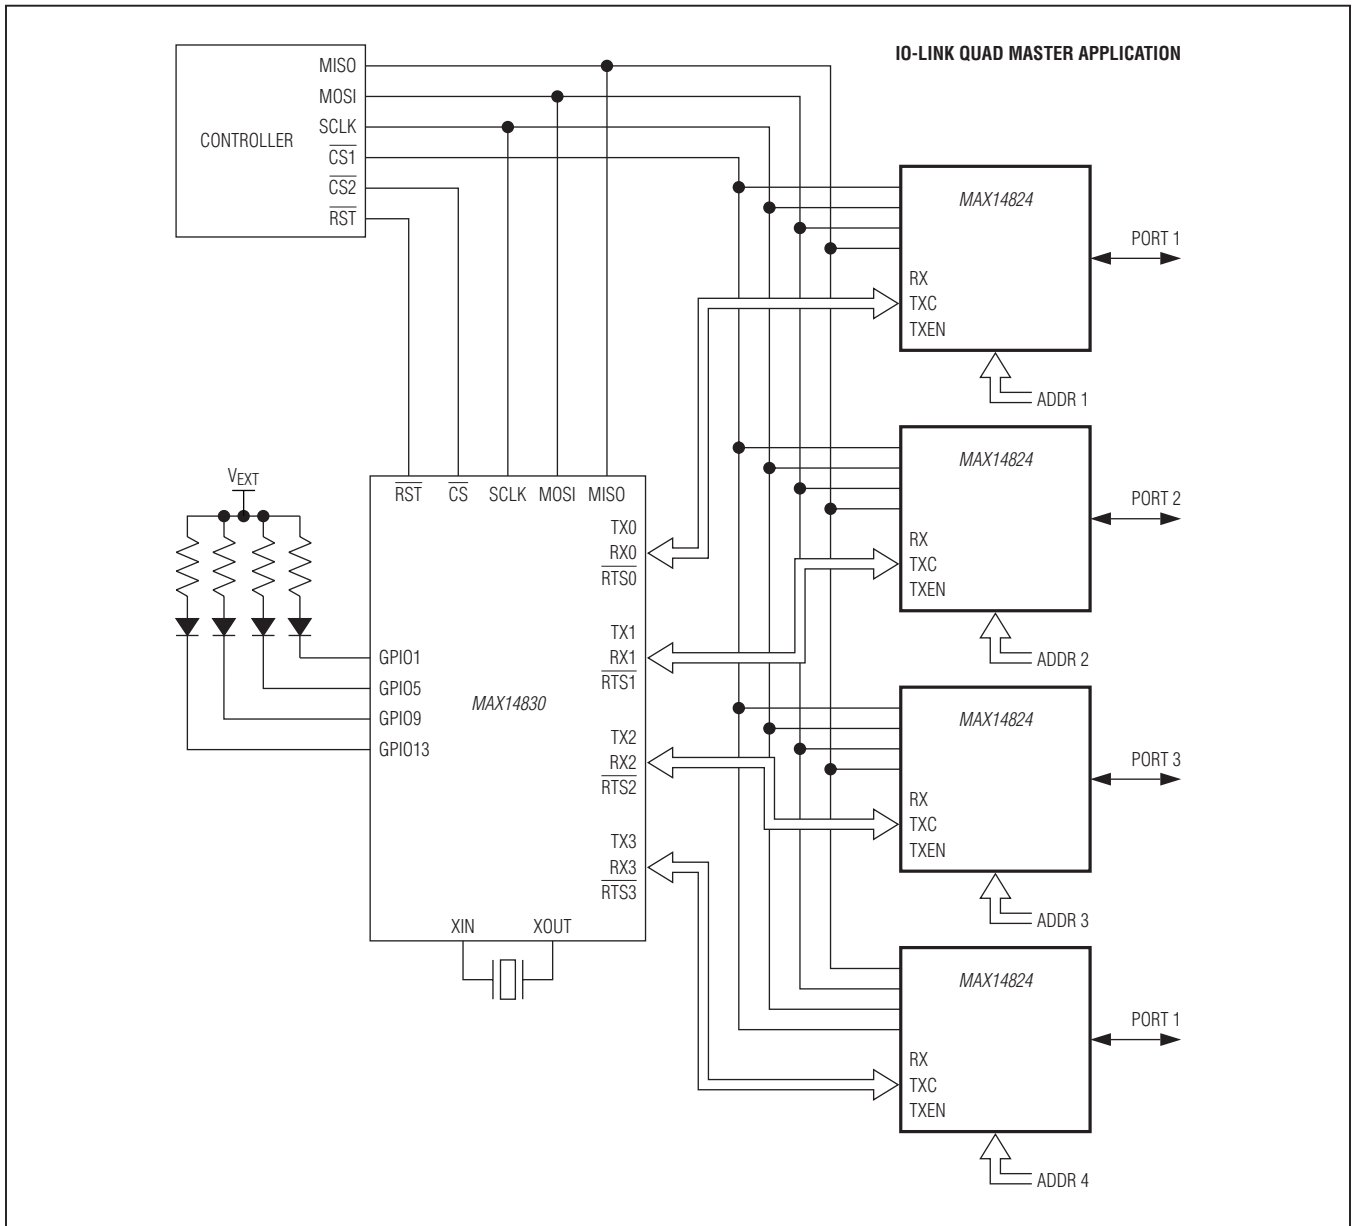 IO-LINK QUAD MASTER APPLICATION
CONTROLLER
MISO
MOSI
SCLK
CS1
CS2
RST
MAX14824
RX
TXC
TXEN
PORT 1
ADDR 1
MAX14824
RX
TXC
TXEN
PORT 2
ADDR 2
VEXT
RST CS SCLK MOSI MISO
TX0
RX0
RTS0
TX1
RX1
RTS1
GPIO1
GPIO5
GPIO9
GPIO13
MAX14830
TX2
RX2
RTS2
TX3
RX3
RTS3
XIN XOUT
MAX14824
RX
TXC
TXEN
PORT 3
ADDR 3
MAX14824
RX
TXC
TXEN
PORT 1
ADDR 4